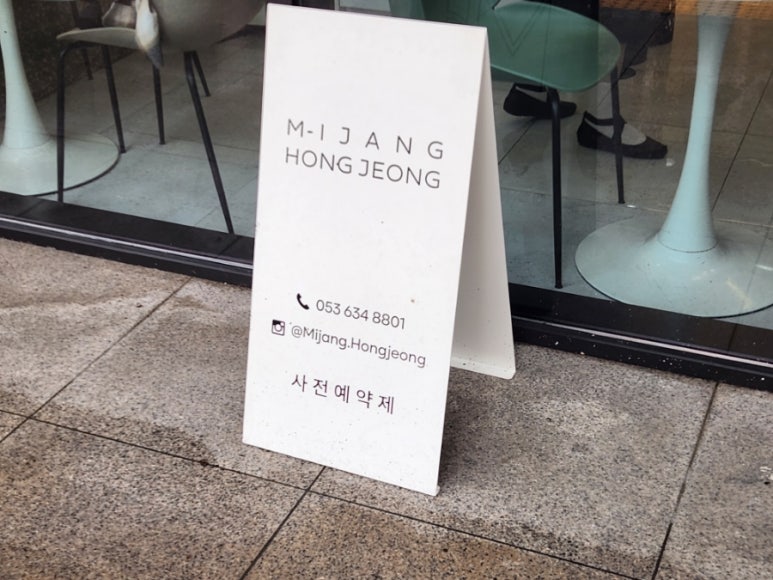 M-IJANG
HONG JEONG
053 634 8801
@Mijang.Hongjeong
사전예약제